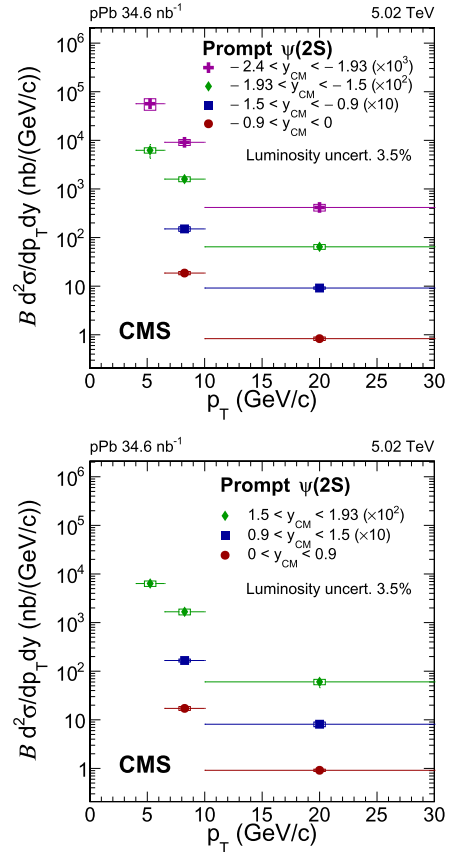 pPb 34.6 nb⁻¹ 5.02 TeV
10⁶
10⁵
10⁴
10³
10²
10
1
B d²σ/dp_T dy (nb/(GeV/c))
Prompt ψ(2S)
− 2.4 < y_CM < − 1.93 (×10³)
− 1.93 < y_CM < − 1.5 (×10²)
− 1.5 < y_CM < − 0.9 (×10)
− 0.9 < y_CM < 0
Luminosity uncert. 3.5%
CMS
0 5 10 15 20 25 30
p_T (GeV/c)
pPb 34.6 nb⁻¹ 5.02 TeV
10⁶
10⁵
10⁴
10³
10²
10
1
B d²σ/dp_T dy (nb/(GeV/c))
Prompt ψ(2S)
1.5 < y_CM < 1.93 (×10²)
0.9 < y_CM < 1.5 (×10)
0 < y_CM < 0.9
Luminosity uncert. 3.5%
CMS
0 5 10 15 20 25 30
p_T (GeV/c)